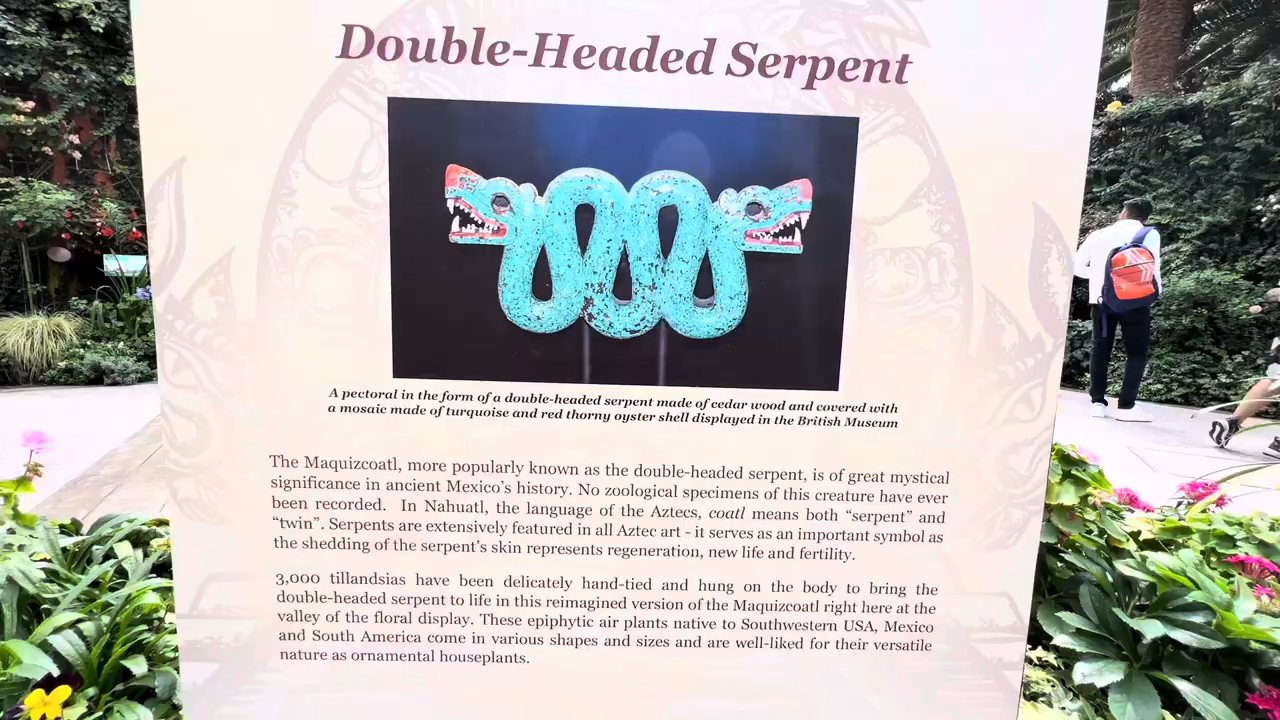 Double-Headed Serpent
A pectoral in the form of a double-headed serpent made of cedar wood and covered with
a mosaic made of turquoise and red thorny oyster shell displayed in the British Museum
The Maquizcoatl, more popularly known as the double-headed serpent, is of great mystical
significance in ancient Mexico's history. No zoological specimens of this creature have ever
been recorded. In Nahuatl, the language of the Aztecs, coatl means both "serpent" and
"twin". Serpents are extensively featured in all Aztec art - it serves as an important symbol as
the shedding of the serpent's skin represents regeneration, new life and fertility.
3,000 tillandsias have been delicately hand-tied and hung on the body to bring the
double-headed serpent to life in this reimagined version of the Maquizcoatl right here at the
valley of the floral display. These epiphytic air plants native to Southwestern USA, Mexico
and South America come in various shapes and sizes and are well-liked for their versatile
nature as ornamental houseplants.